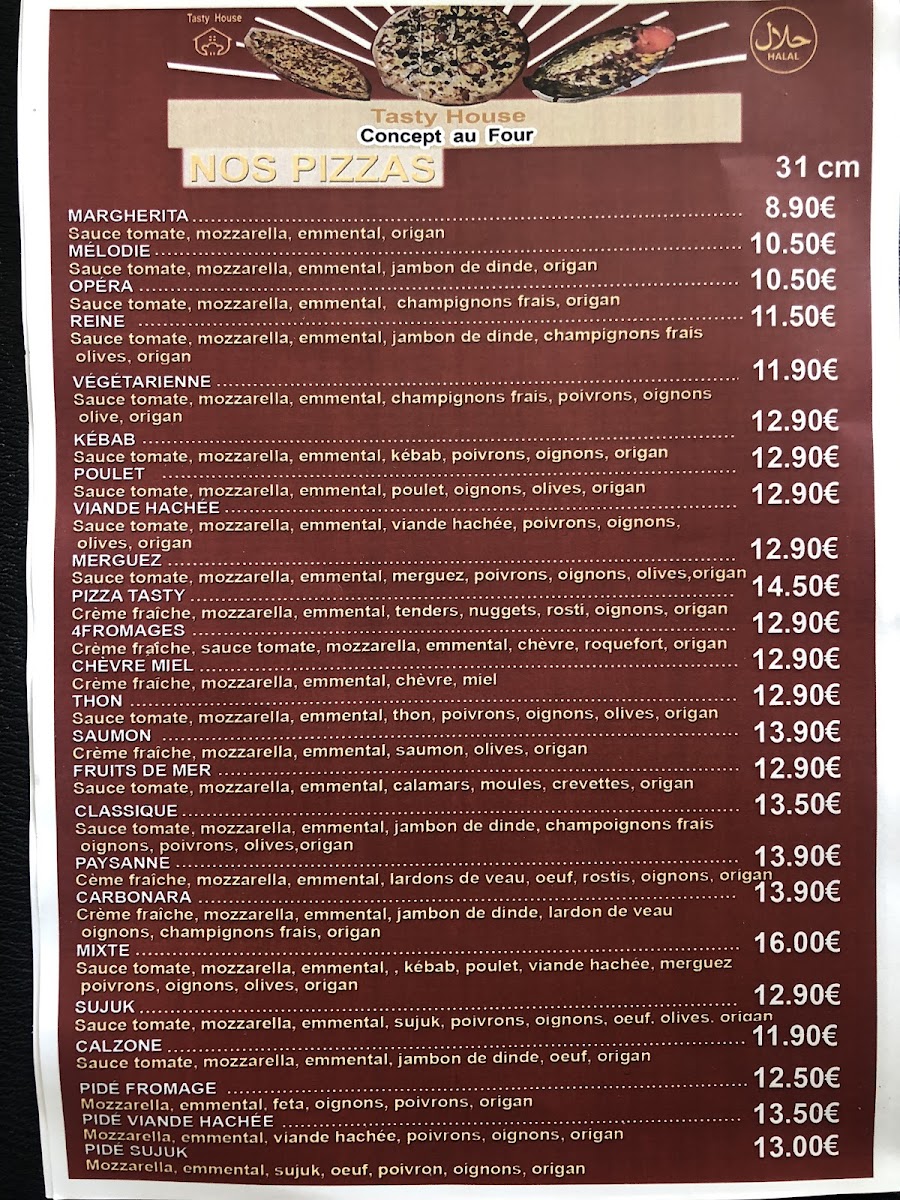 Tasty House
حلال
HALAL
Tasty House
Concept au Four
NOS PIZZAS
31 cm
MARGHERITA 8.90€
Sauce tomate, mozzarella, emmental, origan
MÉLODIE 10.50€
Sauce tomate, mozzarella, emmental, jambon de dinde, origan
OPÉRA 10.50€
Sauce tomate, mozzarella, emmental, champignons frais, origan
REINE 11.50€
Sauce tomate, mozzarella, emmental, jambon de dinde, champignons frais
olives, origan
VÉGÉTARIENNE 11.90€
Sauce tomate, mozzarella, emmental, champignons frais, poivrons, oignons
olive, origan
KÉBAB 12.90€
Sauce tomate, mozzarella, emmental, kébab, poivrons, oignons, origan
POULET 12.90€
Sauce tomate, mozzarella, emmental, poulet, oignons, olives, origan
VIANDE HACHÉE 12.90€
Sauce tomate, mozzarella, emmental, viande hachée, poivrons, oignons,
olives, origan
MERGUEZ 12.90€
Sauce tomate, mozzarella, emmental, merguez, poivrons, oignons, olives,origan
PIZZA TASTY 14.50€
Crème fraîche, mozzarella, emmental, tenders, nuggets, rosti, oignons, origan
4FROMAGES 12.90€
Crème fraîche, sauce tomate, mozzarella, emmental, chèvre, roquefort, origan
CHÈVRE MIEL 12.90€
Crème fraîche, mozzarella, emmental, chèvre, miel
THON 12.90€
Sauce tomate, mozzarella, emmental, thon, poivrons, oignons, olives, origan
SAUMON 13.90€
Crème fraîche, mozzarella, emmental, saumon, olives, origan
FRUITS DE MER 12.90€
Sauce tomate, mozzarella, emmental, calamars, moules, crevettes, origan
CLASSIQUE 13.50€
Sauce tomate, mozzarella, emmental, jambon de dinde, champoignons frais
oignons, poivrons, olives,origan
PAYSANNE 13.90€
Cème fraîche, mozzarella, emmental, lardons de veau, oeuf, rostis, oignons, origan
CARBONARA 13.90€
Crème fraîche, mozzarella, emmental, jambon de dinde, lardon de veau
oignons, champignons frais, origan
MIXTE 16.00€
Sauce tomate, mozzarella, emmental, , kébab, poulet, viande hachée, merguez
poivrons, oignons, olives, origan
SUJUK 12.90€
Sauce tomate, mozzarella, emmental, sujuk, poivrons, oignons, oeuf, olives, origan
CALZONE 11.90€
Sauce tomate, mozzarella, emmental, jambon de dinde, oeuf, origan
PIDÉ FROMAGE 12.50€
Mozzarella, emmental, feta, oignons, poivrons, origan
PIDÉ VIANDE HACHÉE 13.50€
Mozzarella, emmental, viande hachée, poivrons, oignons, origan
PIDÉ SUJUK 13.00€
Mozzarella, emmental, sujuk, oeuf, poivron, oignons, origan